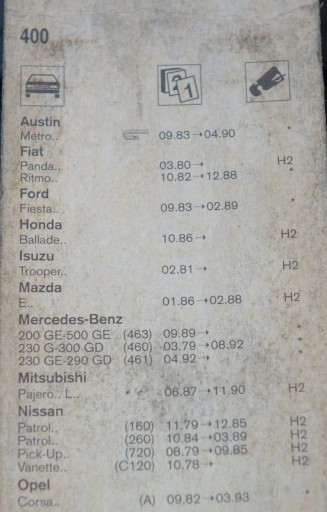 400
2 1
Austin
Metro.. 09.83→04.90
Fiat
Panda.. 03.80→ H2
Ritmo.. 10.82→12.88
Ford
Fiesta.. 09.83→02.89
Honda
Ballade.. 10.86→ H2
Isuzu
Trooper.. 02.81→ H2
Mazda
E.. 01.86→02.88 H2
Mercedes-Benz
200 GE-500 GE (463) 09.89→
230 G-300 GD (460) 03.79→08.92
230 GE-290 GD (461) 04.92→
Mitsubishi
Pajero.. L.. 06.87→11.90 H2
Nissan
Patrol.. (160) 11.79→12.85 H2
Patrol.. (260) 10.84→03.89 H2
Pick-Up.. (720) 08.79→09.85 H2
Vanette.. (C120) 10.78→ H2
Opel
Corsa.. (A) 09.82→03.93